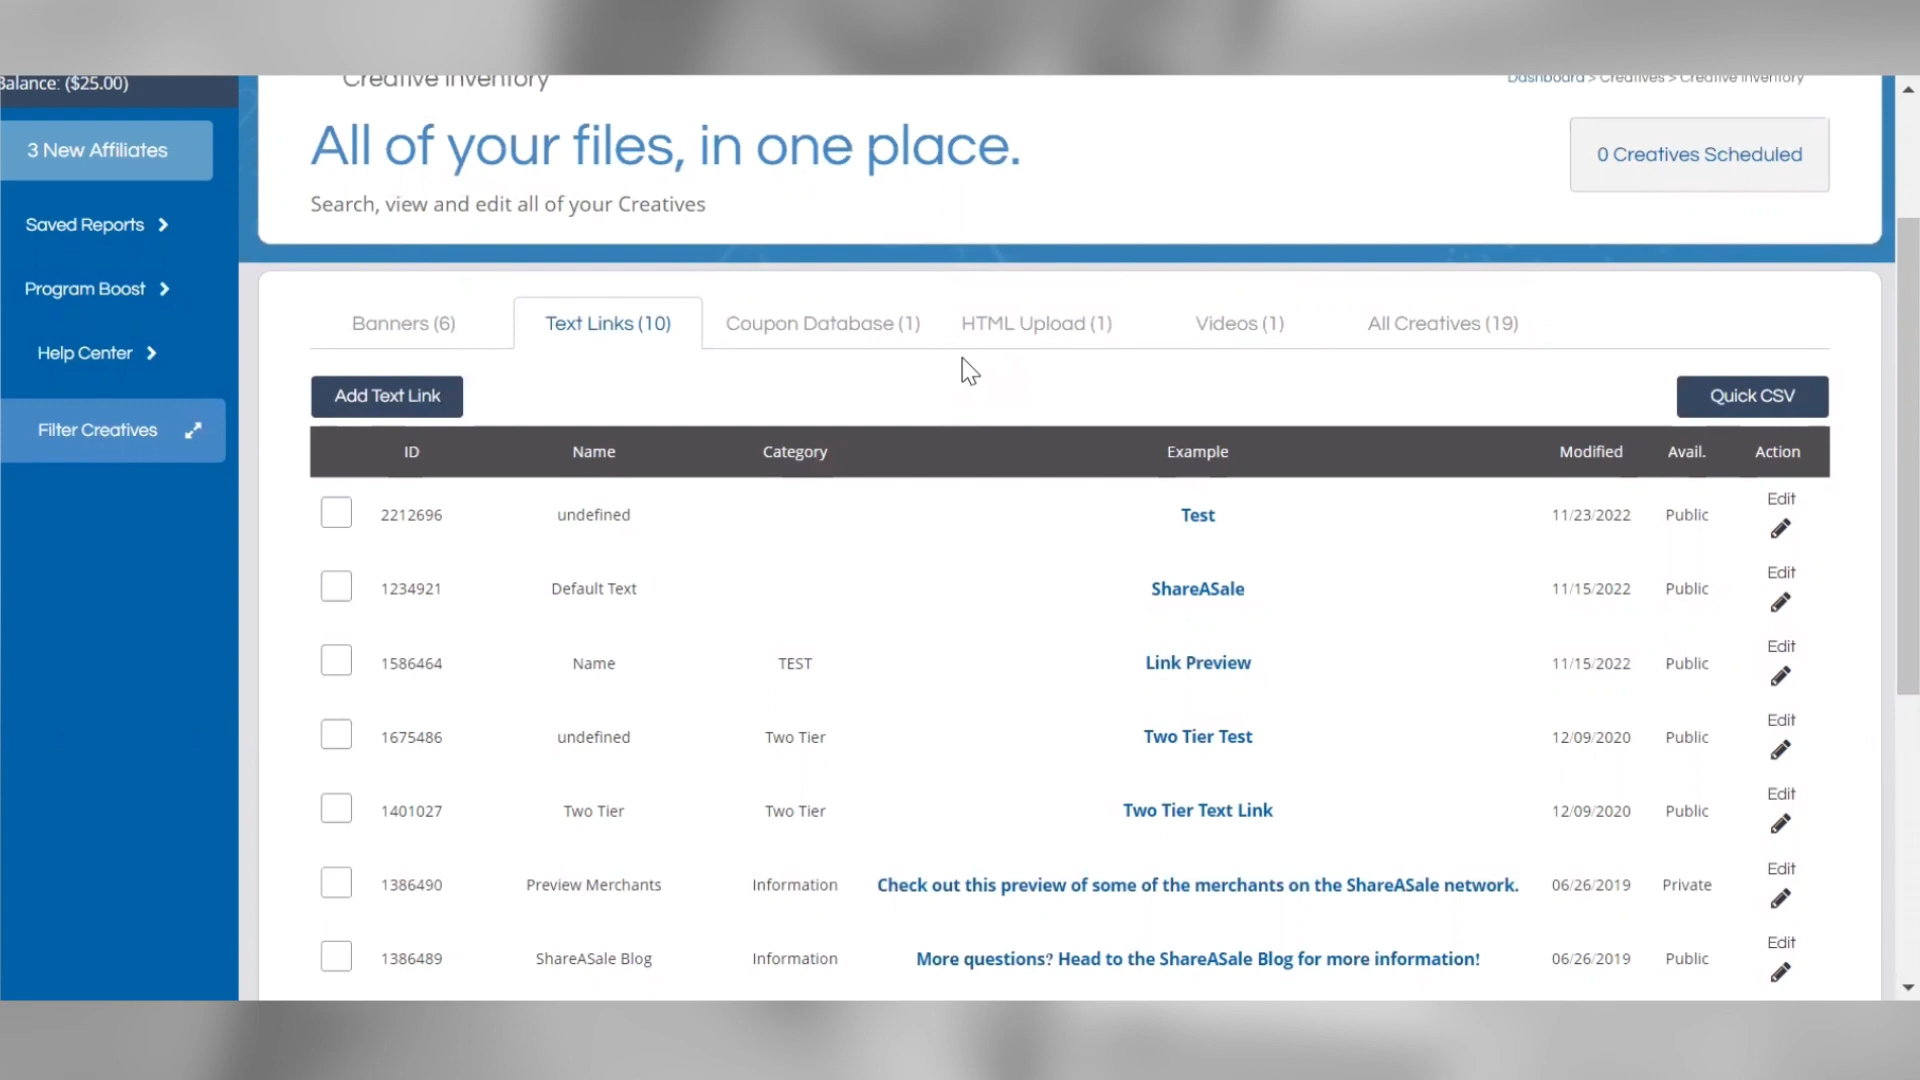 Balance: ($25.00)
Creative Inventory
Dashboard > Creatives > Creative Inventory
3 New Affiliates
All of your files, in one place.
0 Creatives Scheduled
Search, view and edit all of your Creatives
Saved Reports
Program Boost
Help Center
Filter Creatives
Banners (6) Text Links (10) Coupon Database (1) HTML Upload (1) Videos (1) All Creatives (19)
Add Text Link Quick CSV
ID Name Category Example Modified Avail. Action
2212696 undefined Test 11/23/2022 Public Edit
1234921 Default Text ShareASale 11/15/2022 Public Edit
1586464 Name TEST Link Preview 11/15/2022 Public Edit
1675486 undefined Two Tier Two Tier Test 12/09/2020 Public Edit
1401027 Two Tier Two Tier Two Tier Text Link 12/09/2020 Public Edit
1386490 Preview Merchants Information Check out this preview of some of the merchants on the ShareASale network. 06/26/2019 Private Edit
1386489 ShareASale Blog Information More questions? Head to the ShareASale Blog for more information! 06/26/2019 Public Edit